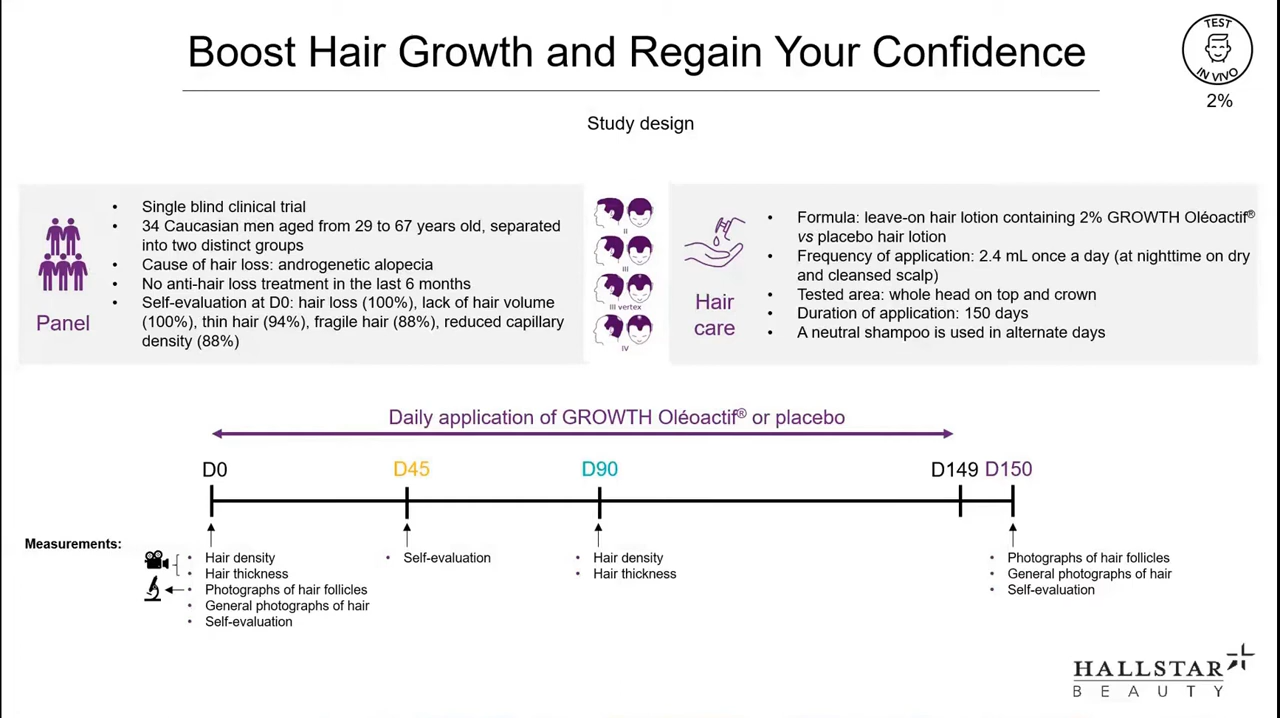 Boost Hair Growth and Regain Your Confidence
TEST
IN VIVO
2%
Study design
Panel
• Single blind clinical trial
• 34 Caucasian men aged from 29 to 67 years old, separated
into two distinct groups
• Cause of hair loss: androgenetic alopecia
• No anti-hair loss treatment in the last 6 months
• Self-evaluation at D0: hair loss (100%), lack of hair volume
(100%), thin hair (94%), fragile hair (88%), reduced capillary
density (88%)
II
III
III vertex
IV
Hair
care
• Formula: leave-on hair lotion containing 2% GROWTH Oléoactif®
vs placebo hair lotion
• Frequency of application: 2.4 mL once a day (at nighttime on dry
and cleansed scalp)
• Tested area: whole head on top and crown
• Duration of application: 150 days
• A neutral shampoo is used in alternate days
Daily application of GROWTH Oléoactif® or placebo
D0 D45 D90 D149 D150
Measurements:
• Hair density
• Hair thickness
• Photographs of hair follicles
• General photographs of hair
• Self-evaluation
• Self-evaluation
• Hair density
• Hair thickness
• Photographs of hair follicles
• General photographs of hair
• Self-evaluation
HALLSTAR
BEAUTY